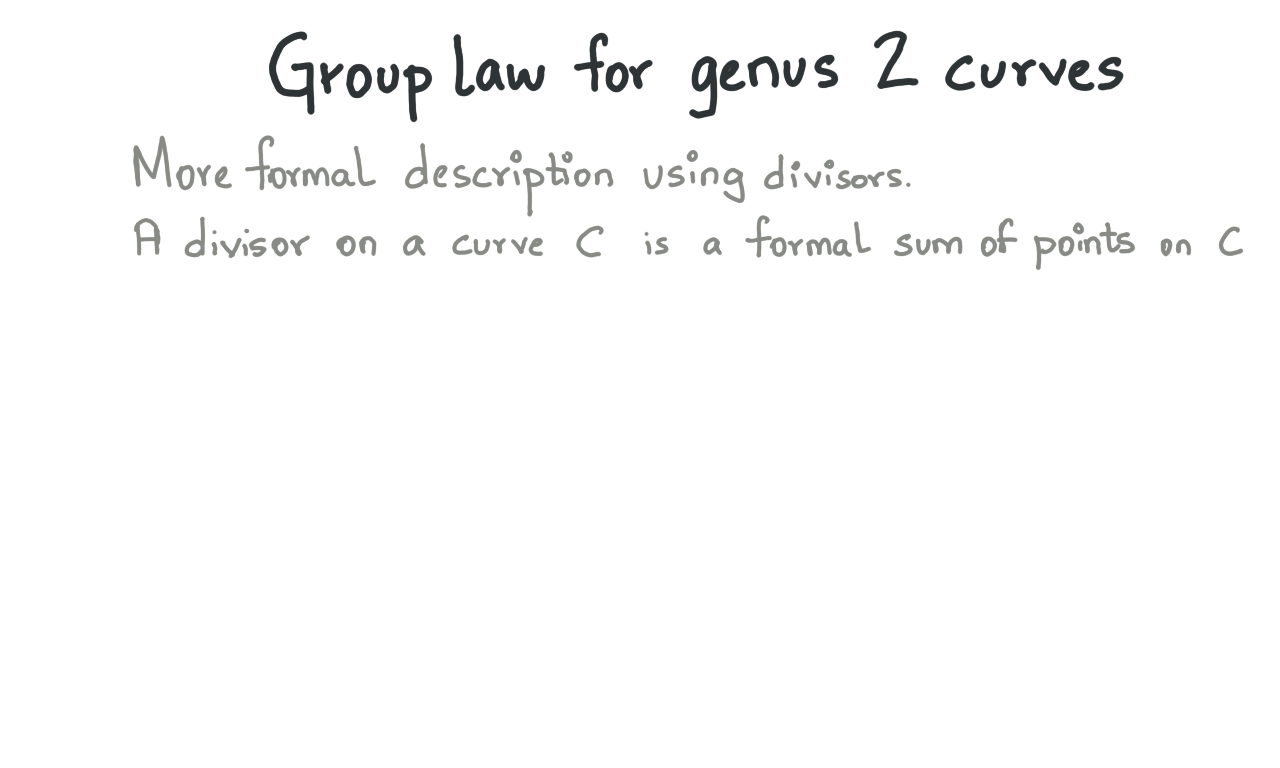 Group law for genus 2 curves
More formal description using divisors.
A divisor on a curve C is a formal sum of points on C